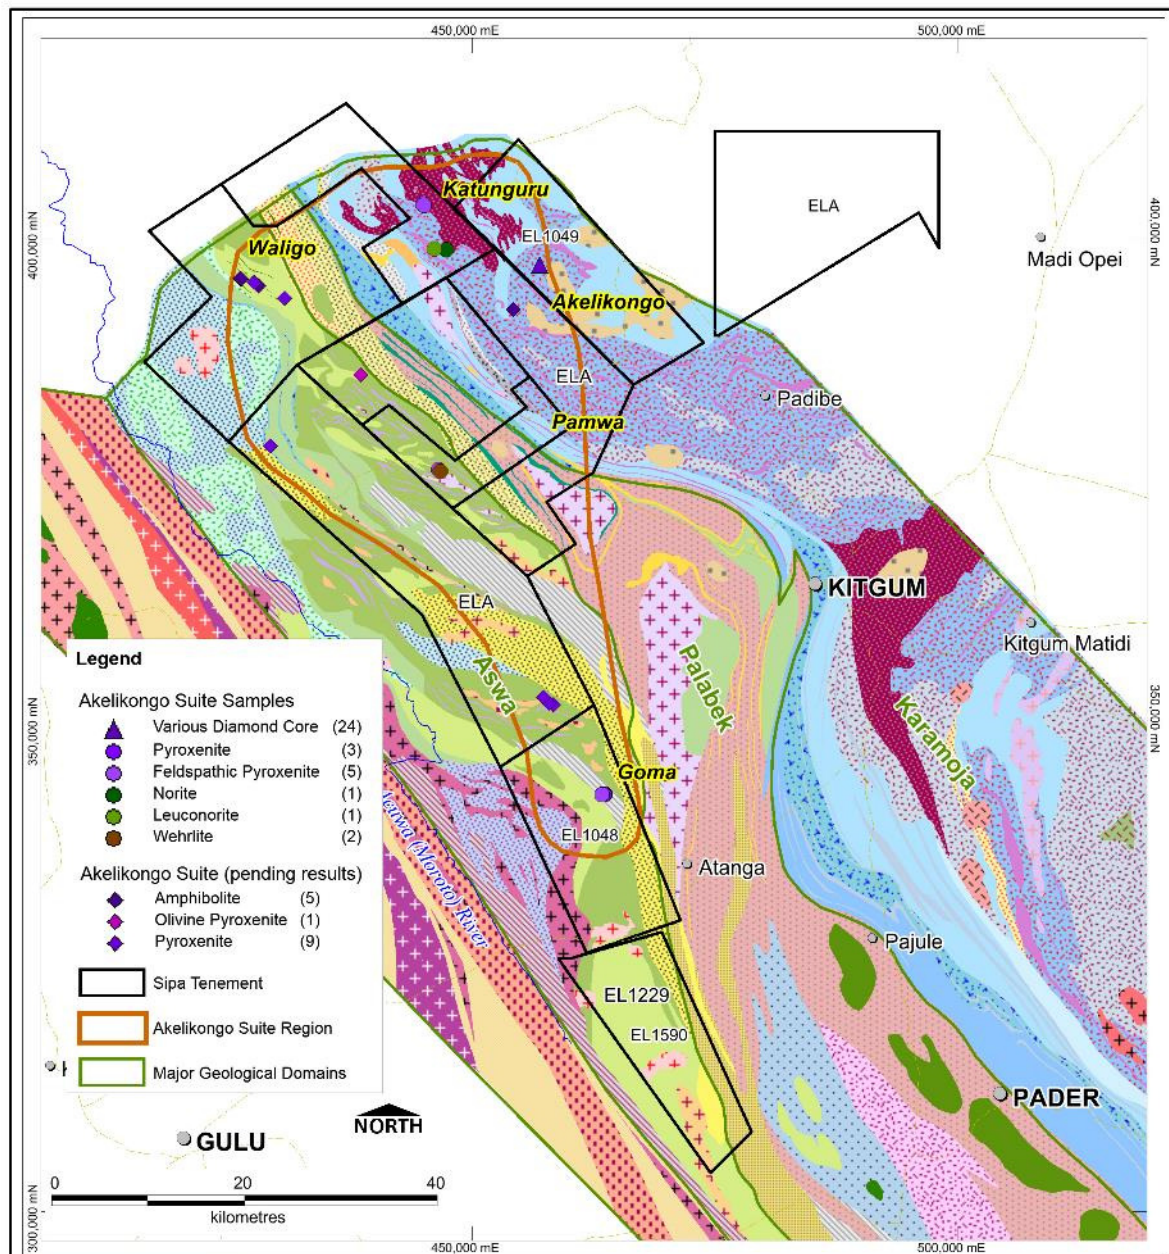 450,000 mE
500,000 mE
Katunguru
ELA
400,000 mN
400,000 mN
EL1049
Waligo
Madi Opei
Akelikongo
ELA
Padibe
Pamwa
KITGUM
ELA
Kitgum Matidi
Legend
Aswa
Palabek
Karamoja
Akelikongo Suite Samples
Various Diamond Core (24)
Pyroxenite (3)
Feldspathic Pyroxenite (5)
Norite (1)
Leuconorite (1)
Wehrlite (2)
350,000 mN
350,000 mN
Goma
EL1048
Atanga
(Moroto) River
Akelikongo Suite (pending results)
Amphibolite (5)
Olivine Pyroxenite (1)
Pyroxenite (9)
Pajule
Sipa Tenement
EL1229
Akelikongo Suite Region
EL1590
Major Geological Domains
PADER
NORTH
GULU
0 20 40
kilometres
300,000 mN
300,000 mN
450,000 mE
500,000 mE